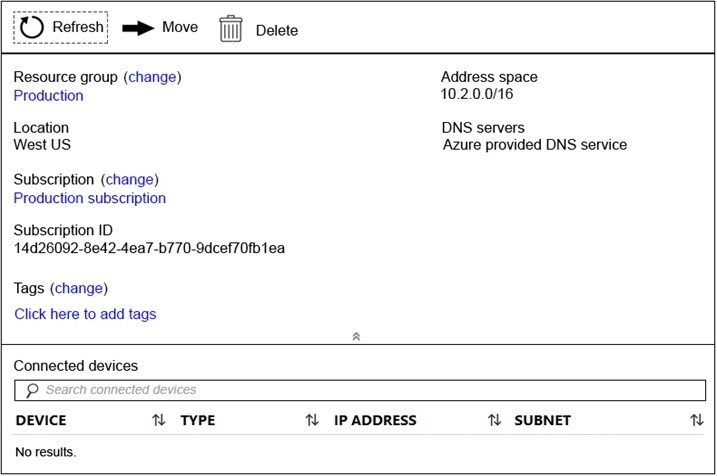 Refresh Move Delete
Resource group (change)
Production
Address space
10.2.0.0/16
Location
West US
DNS servers
Azure provided DNS service
Subscription (change)
Production subscription
Subscription ID
14d26092-8e42-4ea7-b770-9dcef70fb1ea
Tags (change)
Click here to add tags
Connected devices
Search connected devices
DEVICE TYPE IP ADDRESS SUBNET
No results.